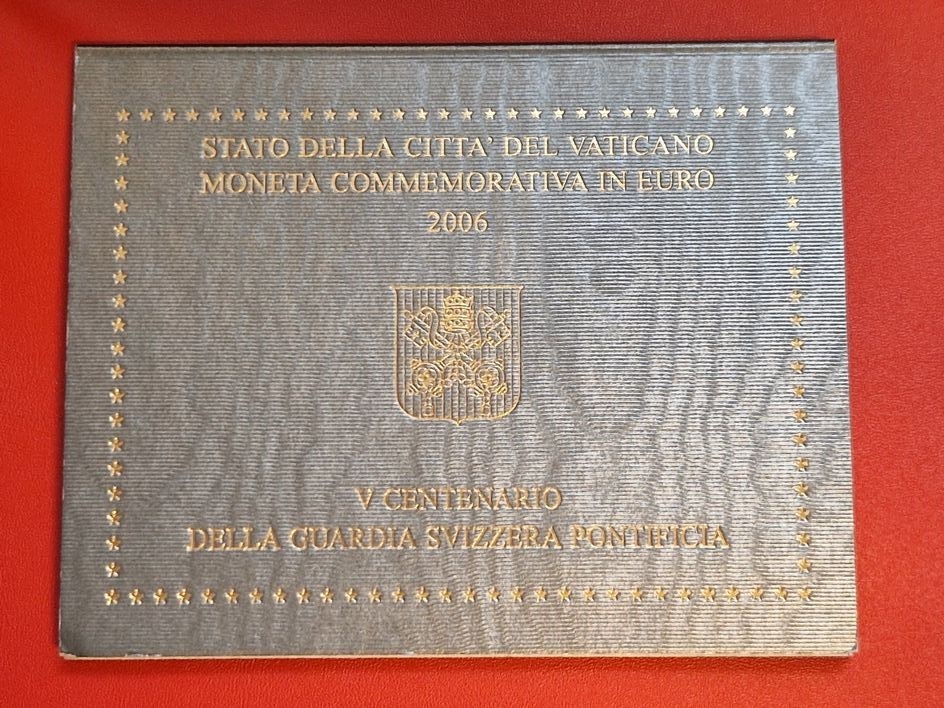 STATO DELLA CITTA' DEL VATICANO
MONETA COMMEMORATIVA IN EURO
2006
V CENTENARIO
DELLA GUARDIA SVIZZERA PONTIFICIA